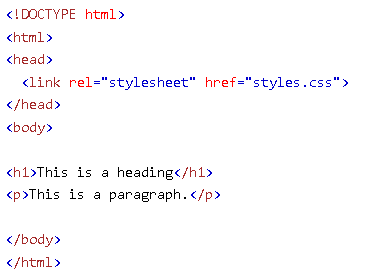 <!DOCTYPE html>
<html>
<head>
  <link rel="stylesheet" href="styles.css">
</head>
<body>

<h1>This is a heading</h1>
<p>This is a paragraph.</p>

</body>
</html>